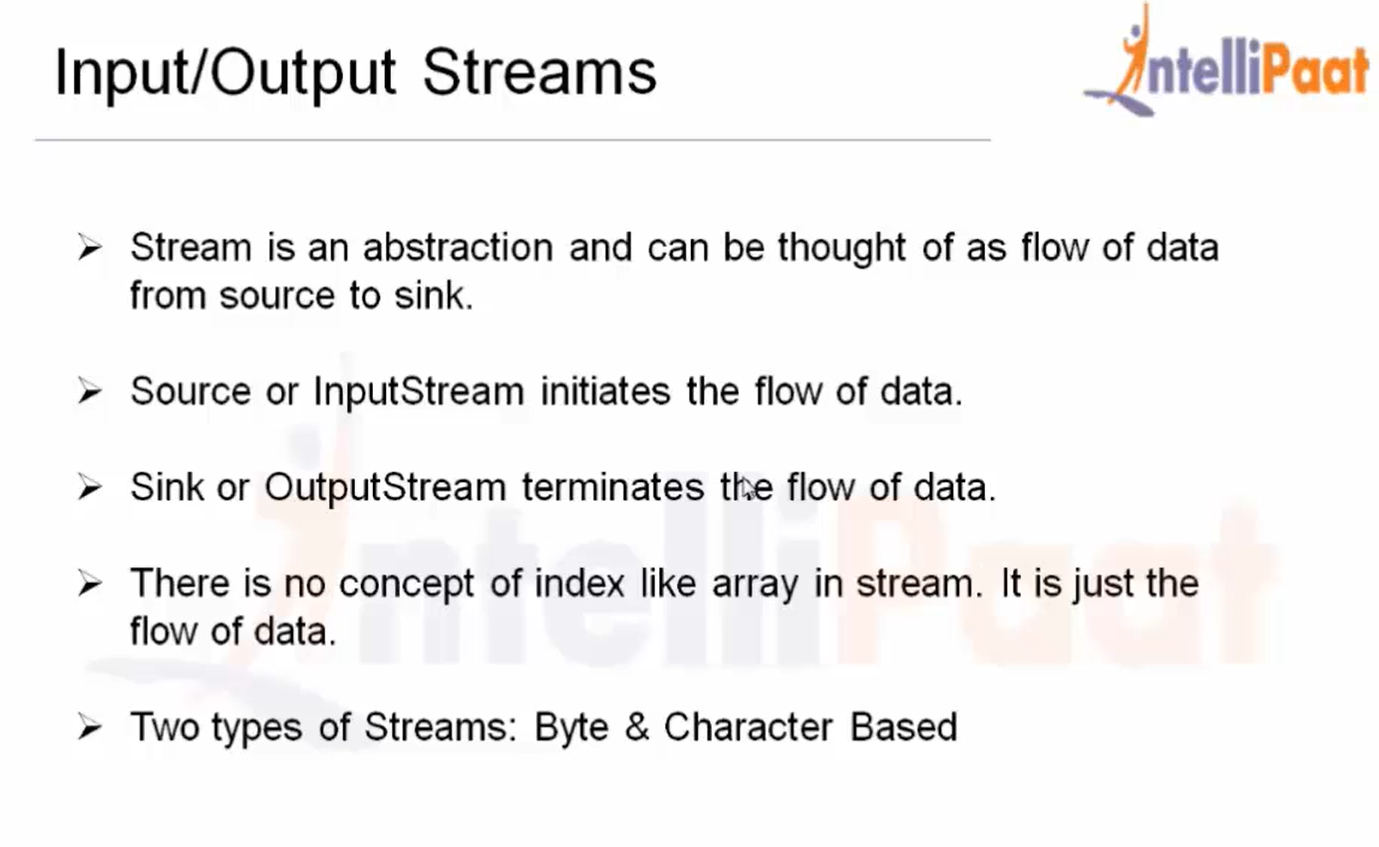 Input/Output Streams
IntelliPaat
➢ Stream is an abstraction and can be thought of as flow of data
from source to sink.
➢ Source or InputStream initiates the flow of data.
➢ Sink or OutputStream terminates the flow of data.
➢ There is no concept of index like array in stream. It is just the
flow of data.
➢ Two types of Streams: Byte & Character Based
IntelliPaat